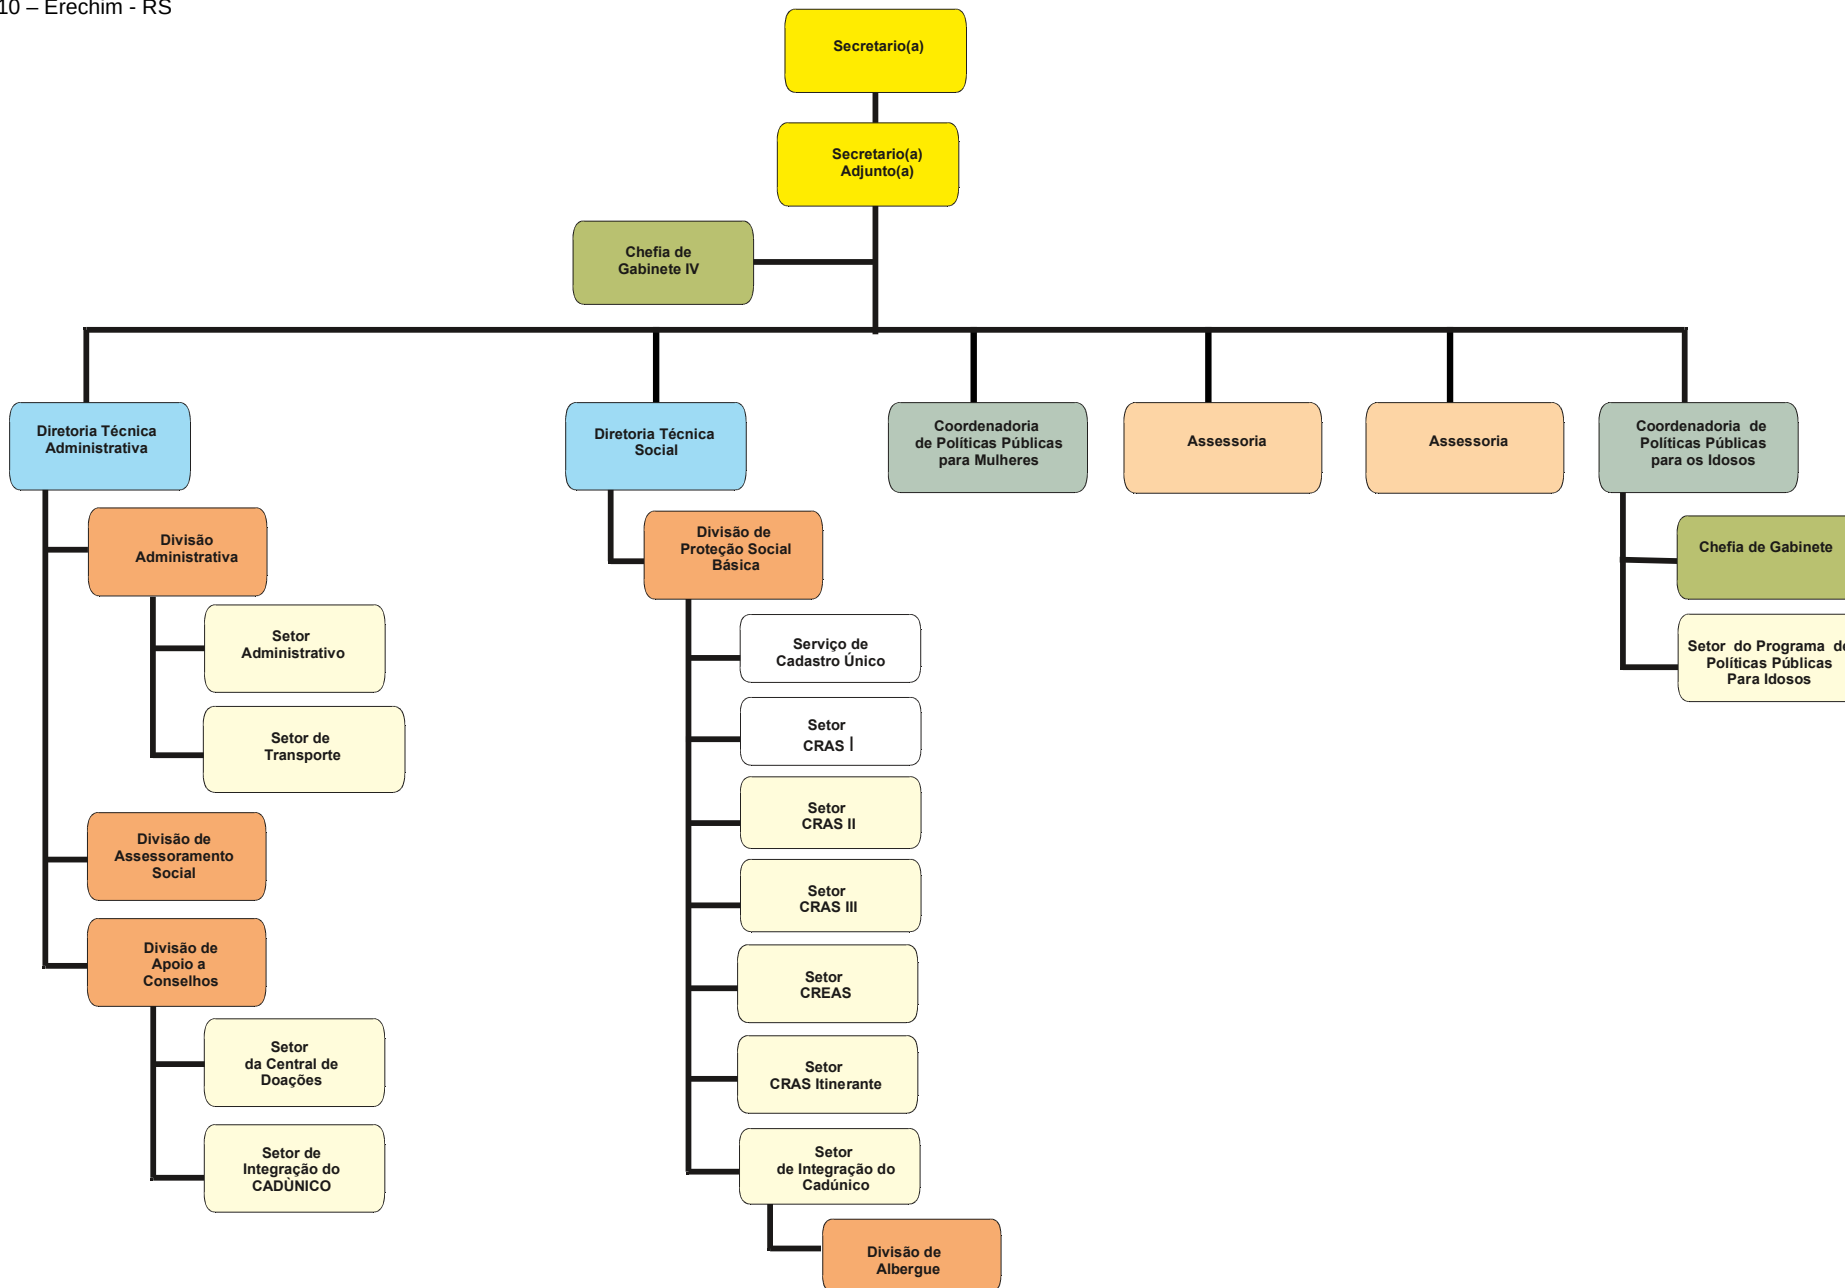 10 – Erechim - RS
Secretario(a)
Secretario(a)
Adjunto(a)
Chefia de
Gabinete IV
Diretoria Técnica
Administrativa
Diretoria Técnica
Social
Coordenadoria
de Políticas Públicas
para Mulheres
Assessoria
Assessoria
Coordenadoria de
Políticas Públicas
para os Idosos
Divisão
Administrativa
Setor
Administrativo
Setor de
Transporte
Divisão de
Assessoramento
Social
Divisão de
Apoio a
Conselhos
Setor
da Central de
Doações
Setor de
Integração do
CADÙNICO
Divisão de
Proteção Social
Básica
Serviço de
Cadastro Único
Setor
CRAS I
Setor
CRAS II
Setor
CRAS III
Setor
CREAS
Setor
CRAS Itinerante
Setor
de Integração do
Cadúnico
Divisão de
Albergue
Chefia de Gabinete
Setor do Programa de
Políticas Públicas
Para Idosos